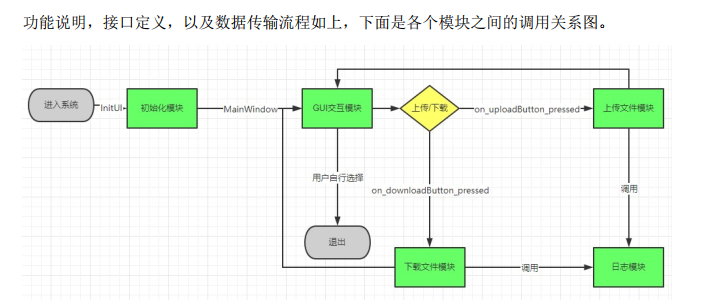 功能说明，接口定义，以及数据传输流程如上，下面是各个模块之间的调用关系图。
进入系统
InitUI
初始化模块
MainWindow
GUI交互模块
上传/下载
on_uploadButton_pressed
上传文件模块
用户自行选择
on_downloadButton_pressed
调用
退出
下载文件模块
调用
日志模块